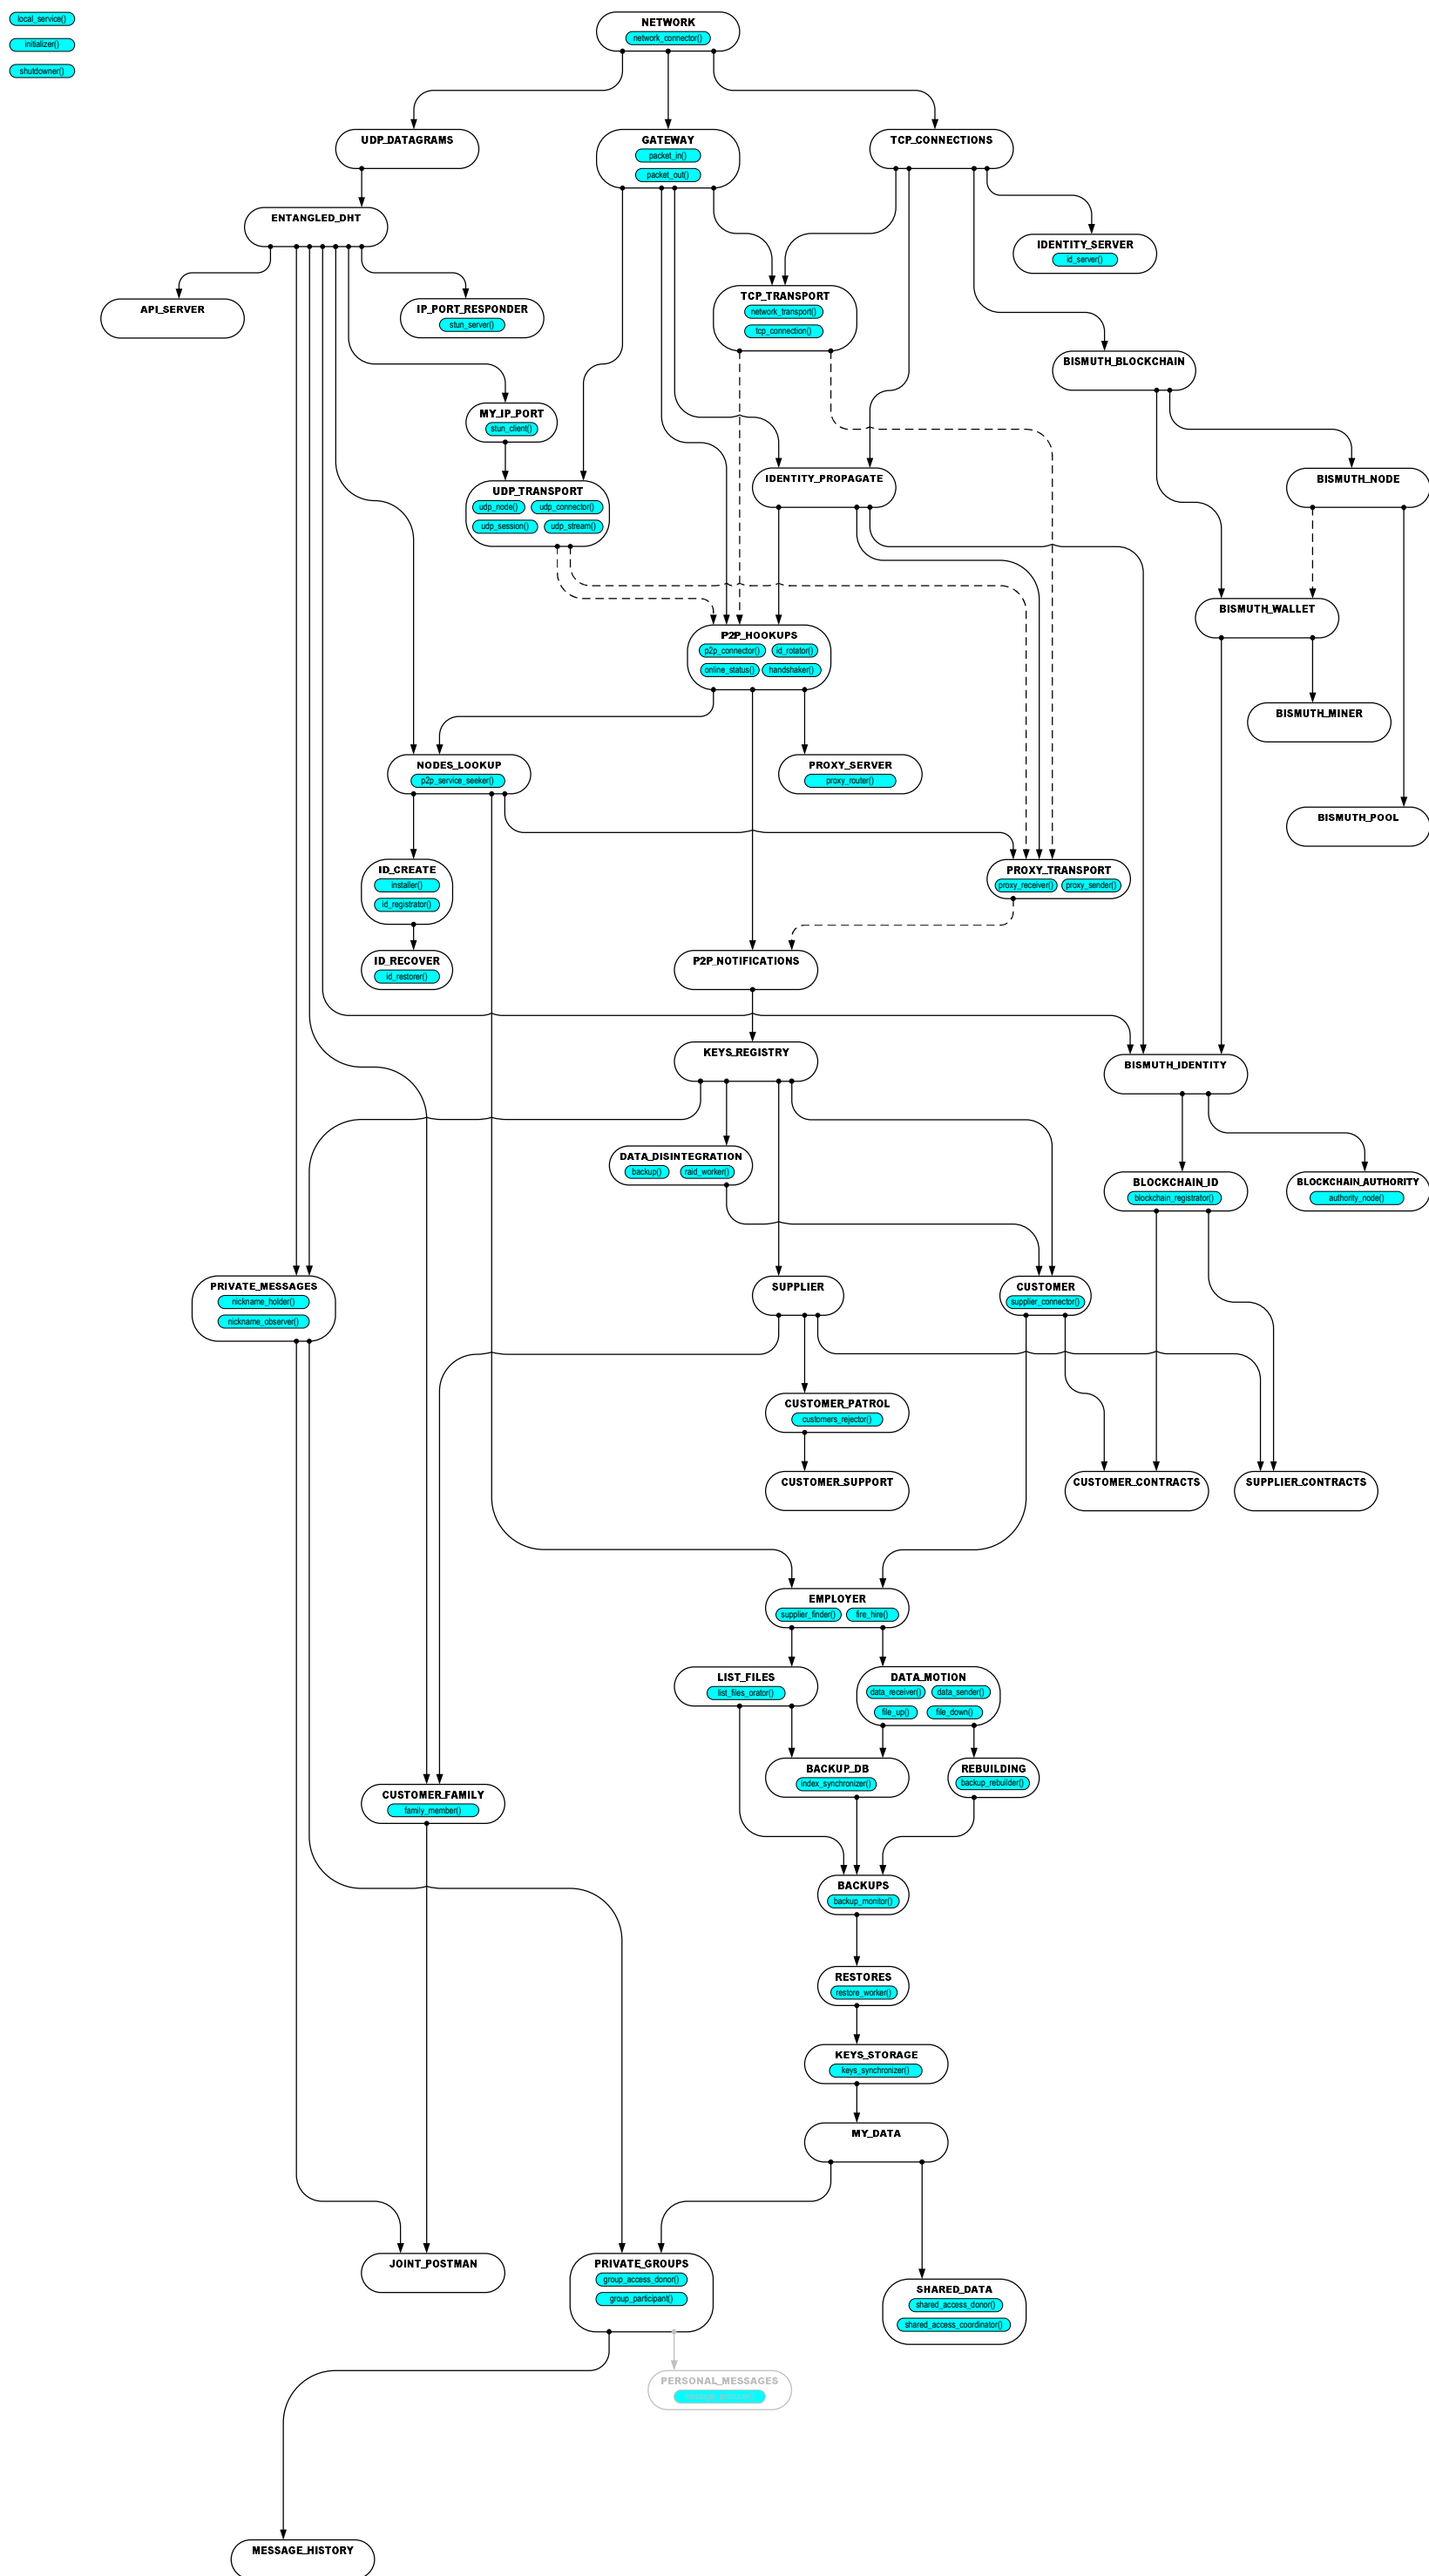 local_service()
initializer()
shutdowner()
NETWORK
network_connector()
UDP_DATAGRAMS
GATEWAY
packet_in()
packet_out()
TCP_CONNECTIONS
ENTANGLED_DHT
IDENTITY_SERVER
id_server()
API_SERVER
IP_PORT_RESPONDER
stun_server()
TCP_TRANSPORT
network_transport()
tcp_connection()
BISMUTH_BLOCKCHAIN
MY_IP_PORT
stun_client()
IDENTITY_PROPAGATE
BISMUTH_NODE
UDP_TRANSPORT
udp_node() udp_connector()
udp_session() udp_stream()
BISMUTH_WALLET
P2P_HOOKUPS
p2p_connector() id_rotator()
online_status() handshaker()
BISMUTH_MINER
NODES_LOOKUP
p2p_service_seeker()
PROXY_SERVER
proxy_router()
BISMUTH_POOL
ID_CREATE
installer()
id_registrator()
PROXY_TRANSPORT
proxy_receiver() proxy_sender()
ID_RECOVER
id_restorer()
P2P_NOTIFICATIONS
KEYS_REGISTRY
BISMUTH_IDENTITY
DATA_DISINTEGRATION
backup() raid_worker()
BLOCKCHAIN_ID
blockchain_registrator()
BLOCKCHAIN_AUTHORITY
authority_node()
PRIVATE_MESSAGES
nickname_holder()
nickname_observer()
SUPPLIER
CUSTOMER
supplier_connector()
CUSTOMER_PATROL
customers_rejector()
CUSTOMER_SUPPORT
CUSTOMER_CONTRACTS
SUPPLIER_CONTRACTS
EMPLOYER
supplier_finder() fire_hire()
LIST_FILES
list_files_orator()
DATA_MOTION
data_receiver() data_sender()
file_up() file_down()
BACKUP_DB
index_synchronizer()
REBUILDING
backup_rebuilder()
CUSTOMER_FAMILY
family_member()
BACKUPS
backup_monitor()
RESTORES
restore_worker()
KEYS_STORAGE
keys_synchronizer()
MY_DATA
JOINT_POSTMAN
PRIVATE_GROUPS
group_access_donor()
group_participant()
SHARED_DATA
shared_access_donor()
shared_access_coordinator()
PERSONAL_MESSAGES
MESSAGE_HISTORY